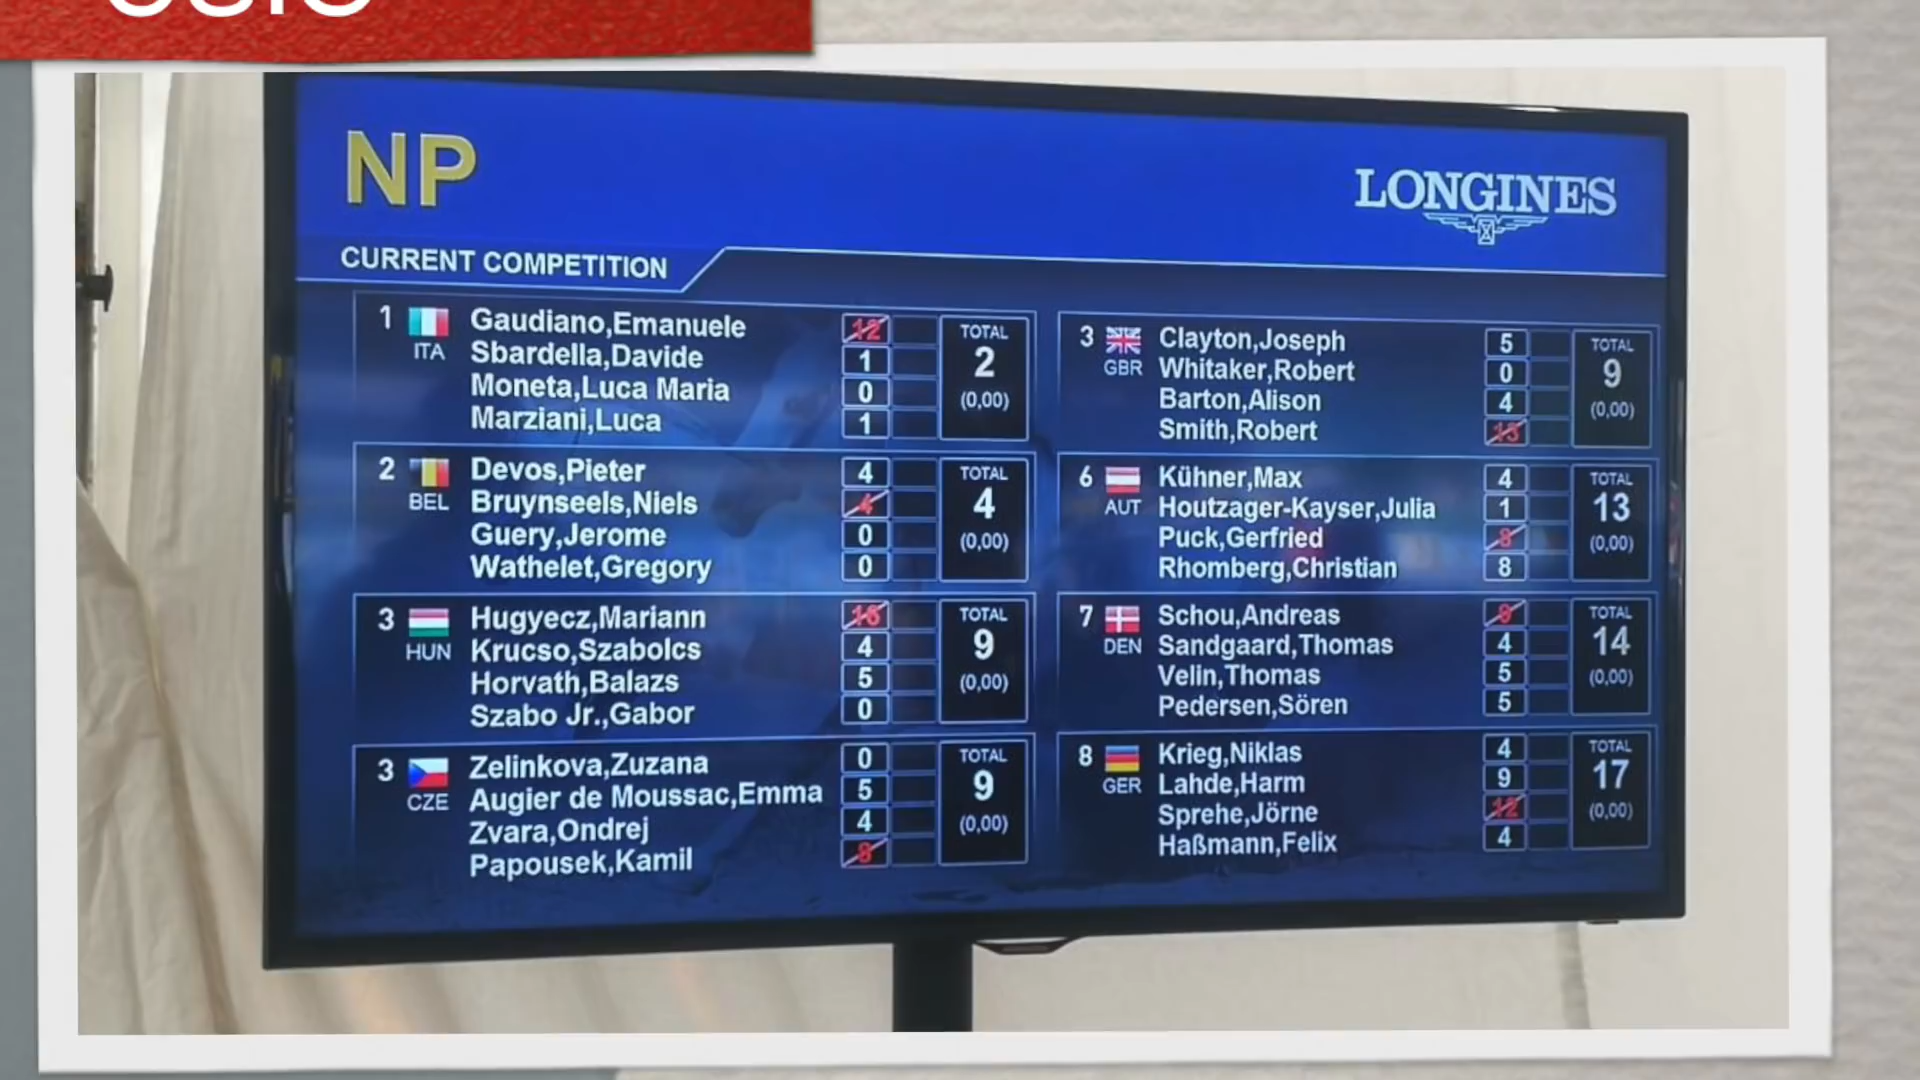 NP
LONGINES
CURRENT COMPETITION
1 ITA
Gaudiano,Emanuele 12
Sbardella,Davide 1
Moneta,Luca Maria 0
Marziani,Luca 1
TOTAL
2
(0,00)
2 BEL
Devos,Pieter 4
Bruynseels,Niels 4
Guery,Jerome 0
Wathelet,Gregory 0
TOTAL
4
(0,00)
3 HUN
Hugyecz,Mariann 16
Krucso,Szabolcs 4
Horvath,Balazs 5
Szabo Jr.,Gabor 0
TOTAL
9
(0,00)
3 CZE
Zelinkova,Zuzana 0
Augier de Moussac,Emma 5
Zvara,Ondrej 4
Papousek,Kamil 8
TOTAL
9
(0,00)
3 GBR
Clayton,Joseph 5
Whitaker,Robert 0
Barton,Alison 4
Smith,Robert 13
TOTAL
9
(0,00)
6 AUT
Kühner,Max 4
Houtzager-Kayser,Julia 1
Puck,Gerfried 8
Rhomberg,Christian 8
TOTAL
13
(0,00)
7 DEN
Schou,Andreas
Sandgaard,Thomas 4
Velin,Thomas 5
Pedersen,Sören 5
TOTAL
14
(0,00)
8 GER
Krieg,Niklas 4
Lahde,Harm 9
Sprehe,Jörne 12
Haßmann,Felix 4
TOTAL
17
(0,00)